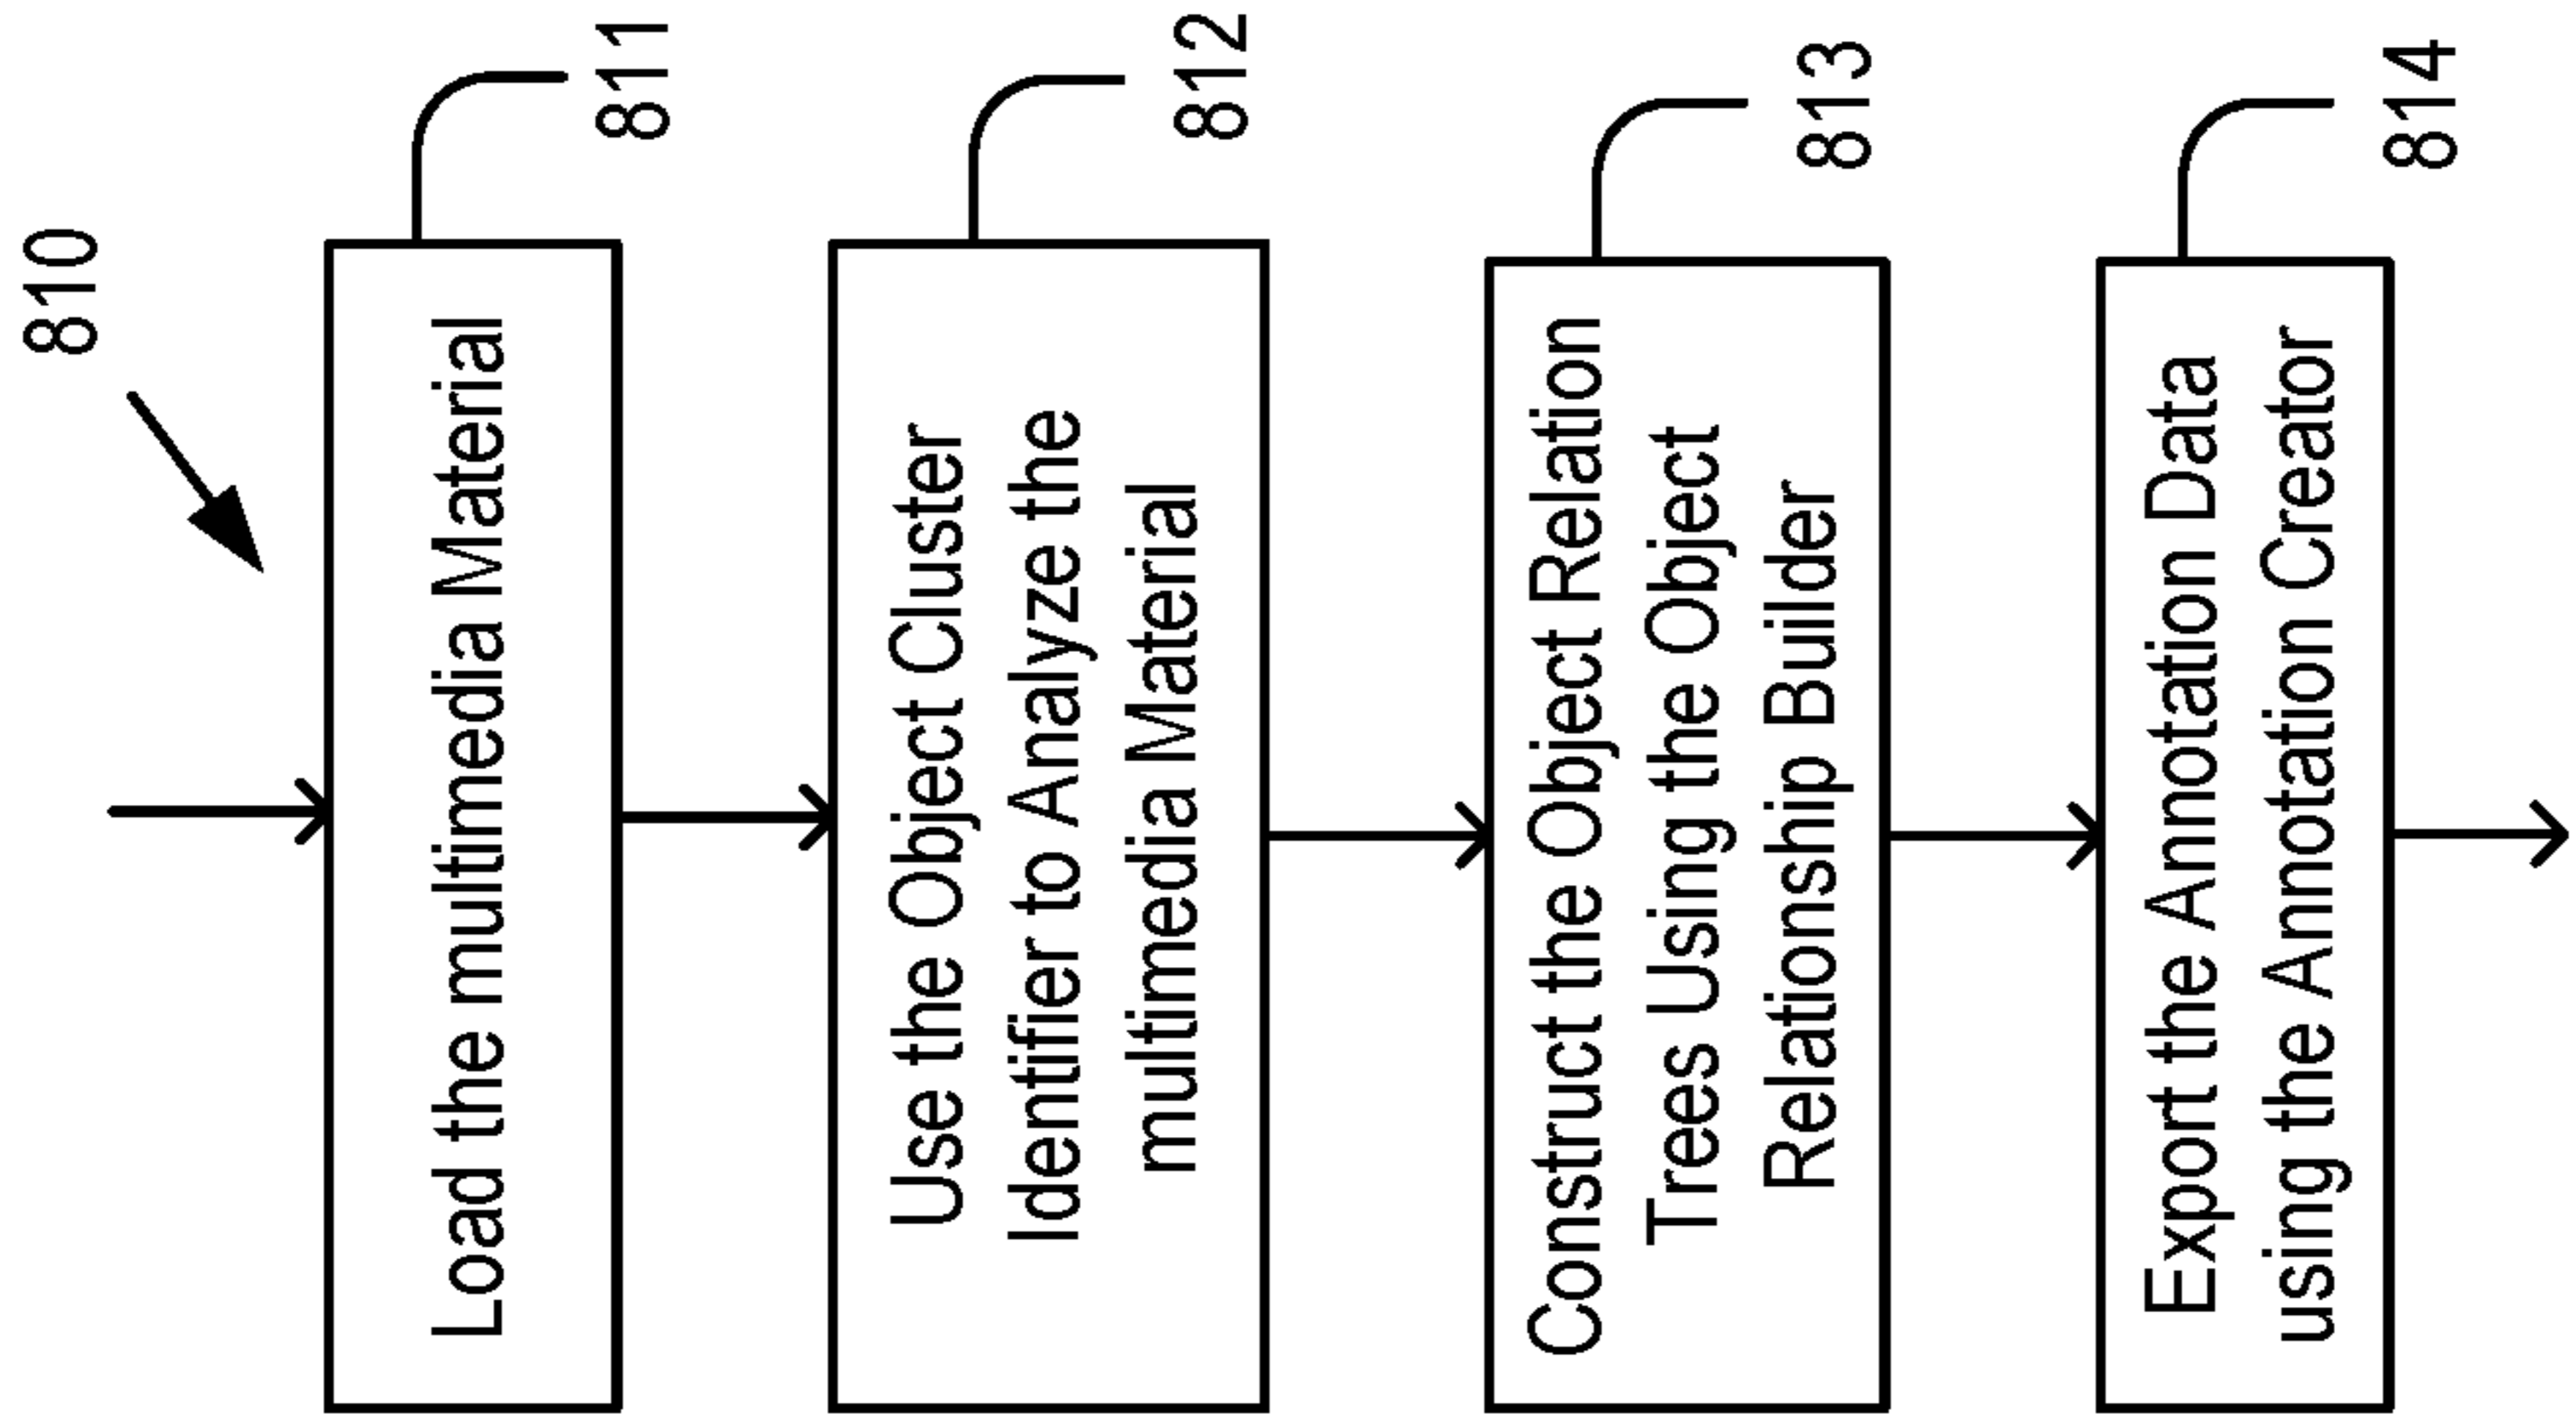 810
Load the multimedia Material
811
Use the Object Cluster
Identifier to Analyze the
multimedia Material
812
Construct the Object Relation
Trees Using the Object
Relationship Builder
813
Export the Annotation Data
using the Annotation Creator
814